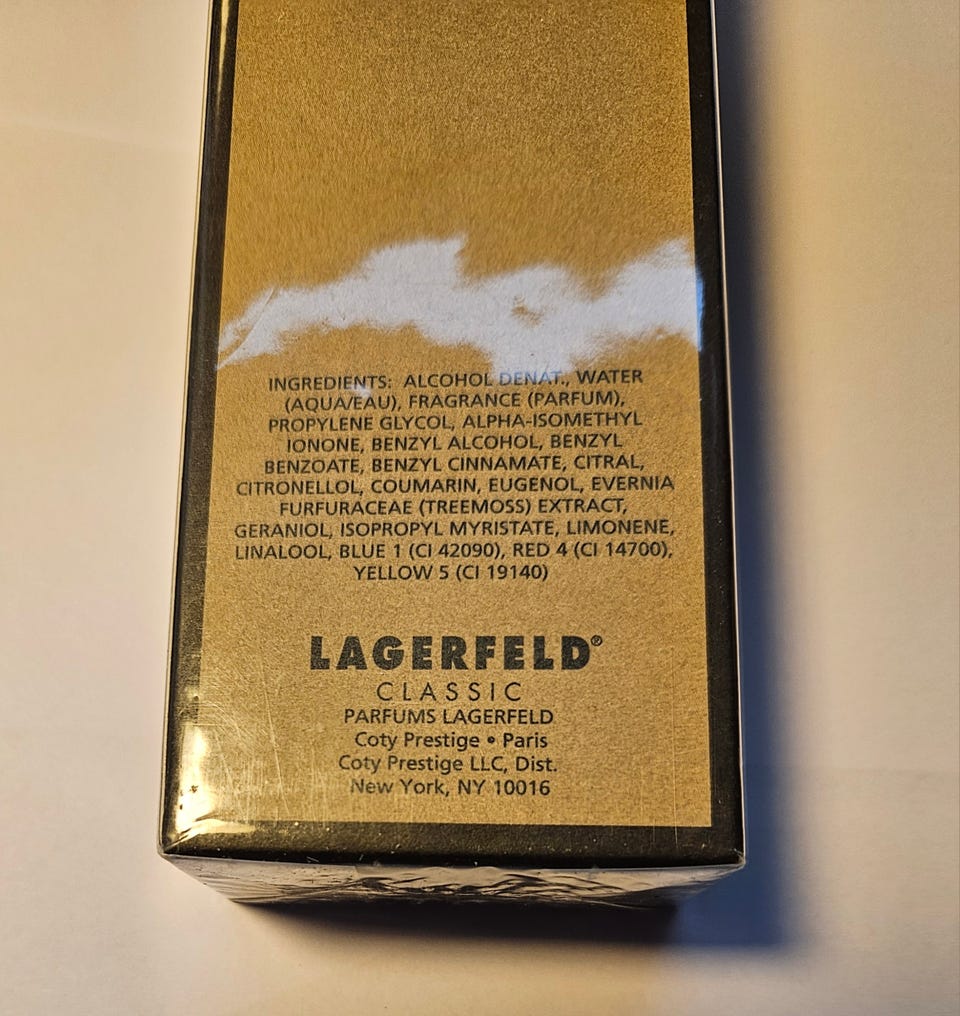 INGREDIENTS: ALCOHOL DENAT., WATER
(AQUA/EAU), FRAGRANCE (PARFUM),
PROPYLENE GLYCOL, ALPHA-ISOMETHYL
IONONE, BENZYL ALCOHOL, BENZYL
BENZOATE, BENZYL CINNAMATE, CITRAL,
CITRONELLOL, COUMARIN, EUGENOL, EVERNIA
FURFURACEAE (TREEMOSS) EXTRACT,
GERANIOL, ISOPROPYL MYRISTATE, LIMONENE,
LINALOOL, BLUE 1 (CI 42090), RED 4 (CI 14700),
YELLOW 5 (CI 19140)
LAGERFELD®
CLASSIC
PARFUMS LAGERFELD
Coty Prestige • Paris
Coty Prestige LLC, Dist.
New York, NY 10016